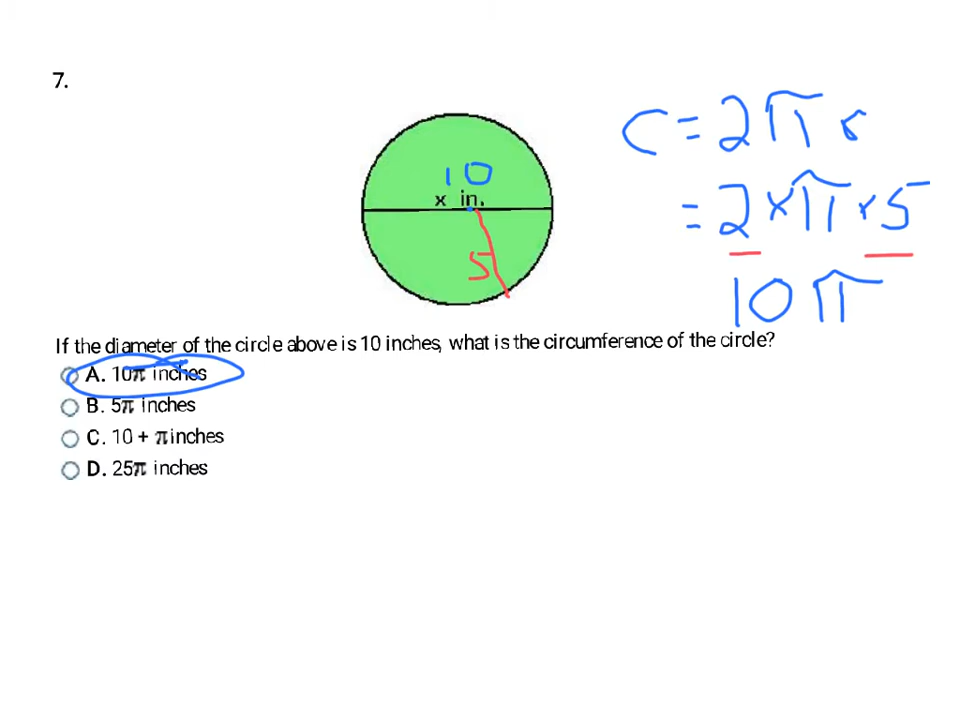 7.
C = 2πr
10
x in.
= 2 × π × 5
5
10π
If the diameter of the circle above is 10 inches, what is the circumference of the circle?
A. 10π inches
B. 5π inches
C. 10 + π inches
D. 25π inches